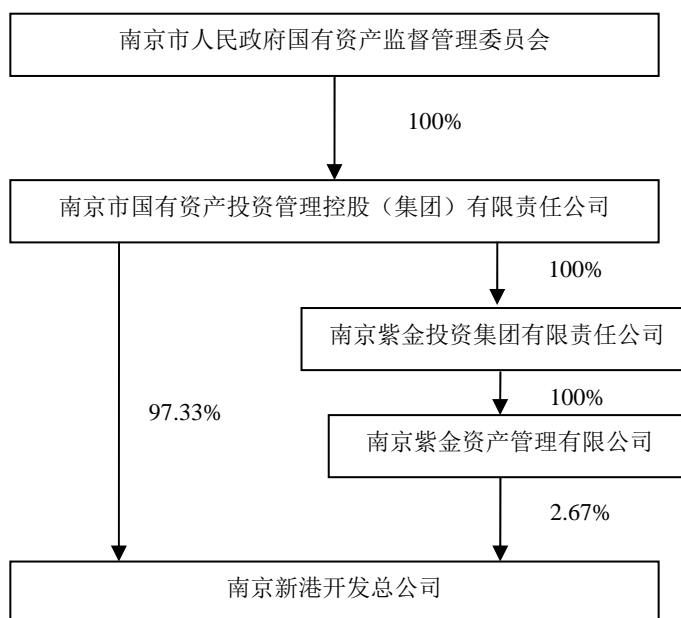 南京市人民政府国有资产监督管理委员会
100%
南京市国有资产投资管理控股（集团）有限责任公司
100%
南京紫金投资集团有限责任公司
97.33%
100%
南京紫金资产管理有限公司
2.67%
南京新港开发总公司